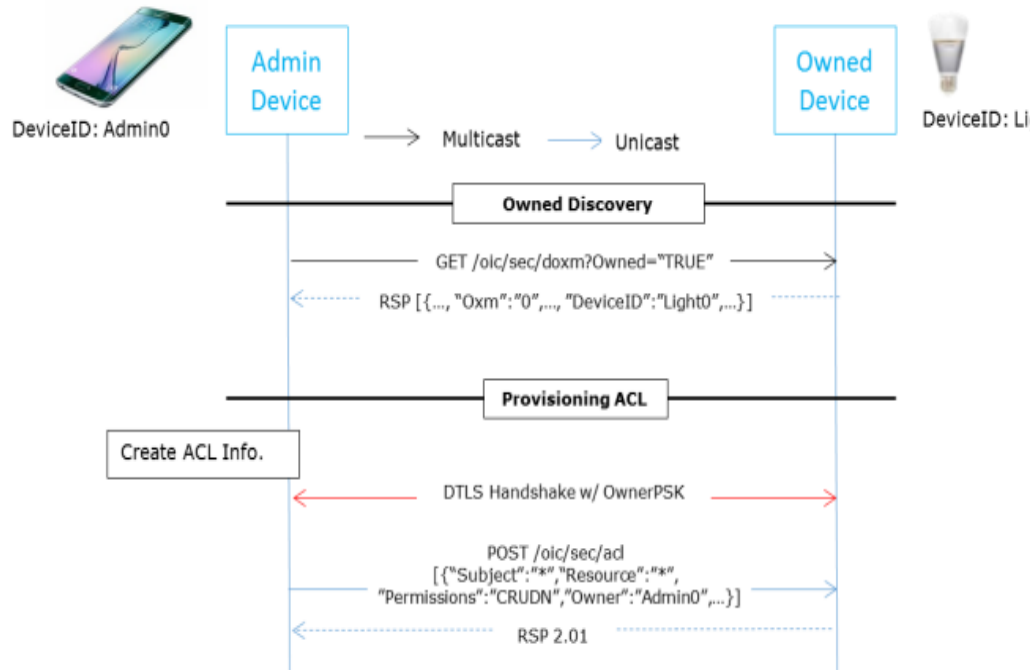 Admin
Device
Owned
Device
DeviceID: Admin0
DeviceID: Li
Multicast
Unicast
Owned Discovery
GET /oic/sec/doxm?Owned="TRUE"
RSP [{..., "Oxm":"0",..., "DeviceID":"Light0",...}]
Provisioning ACL
Create ACL Info.
DTLS Handshake w/ OwnerPSK
POST /oic/sec/acl
[{"Subject":"*","Resource":"*",
"Permissions":"CRUDN","Owner":"Admin0",...}]
RSP 2.01